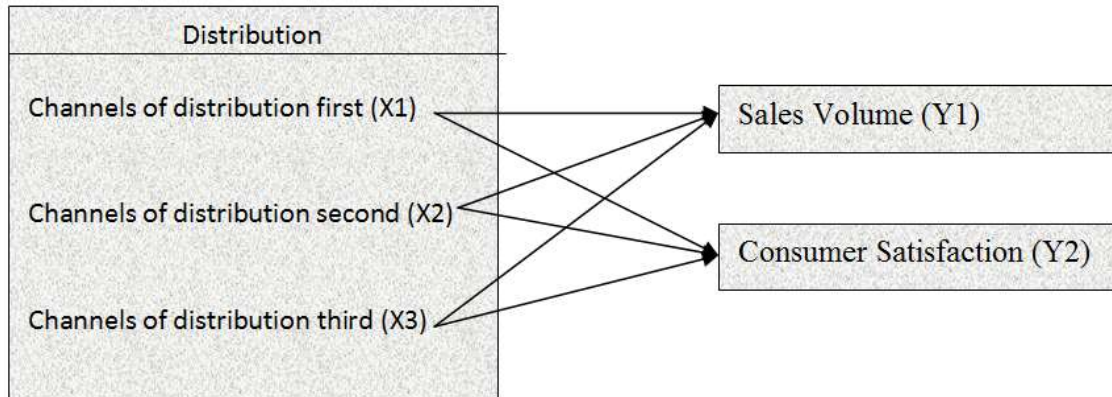 Distribution
Channels of distribution first (X1)
Channels of distribution second (X2)
Channels of distribution third (X3)
Sales Volume (Y1)
Consumer Satisfaction (Y2)